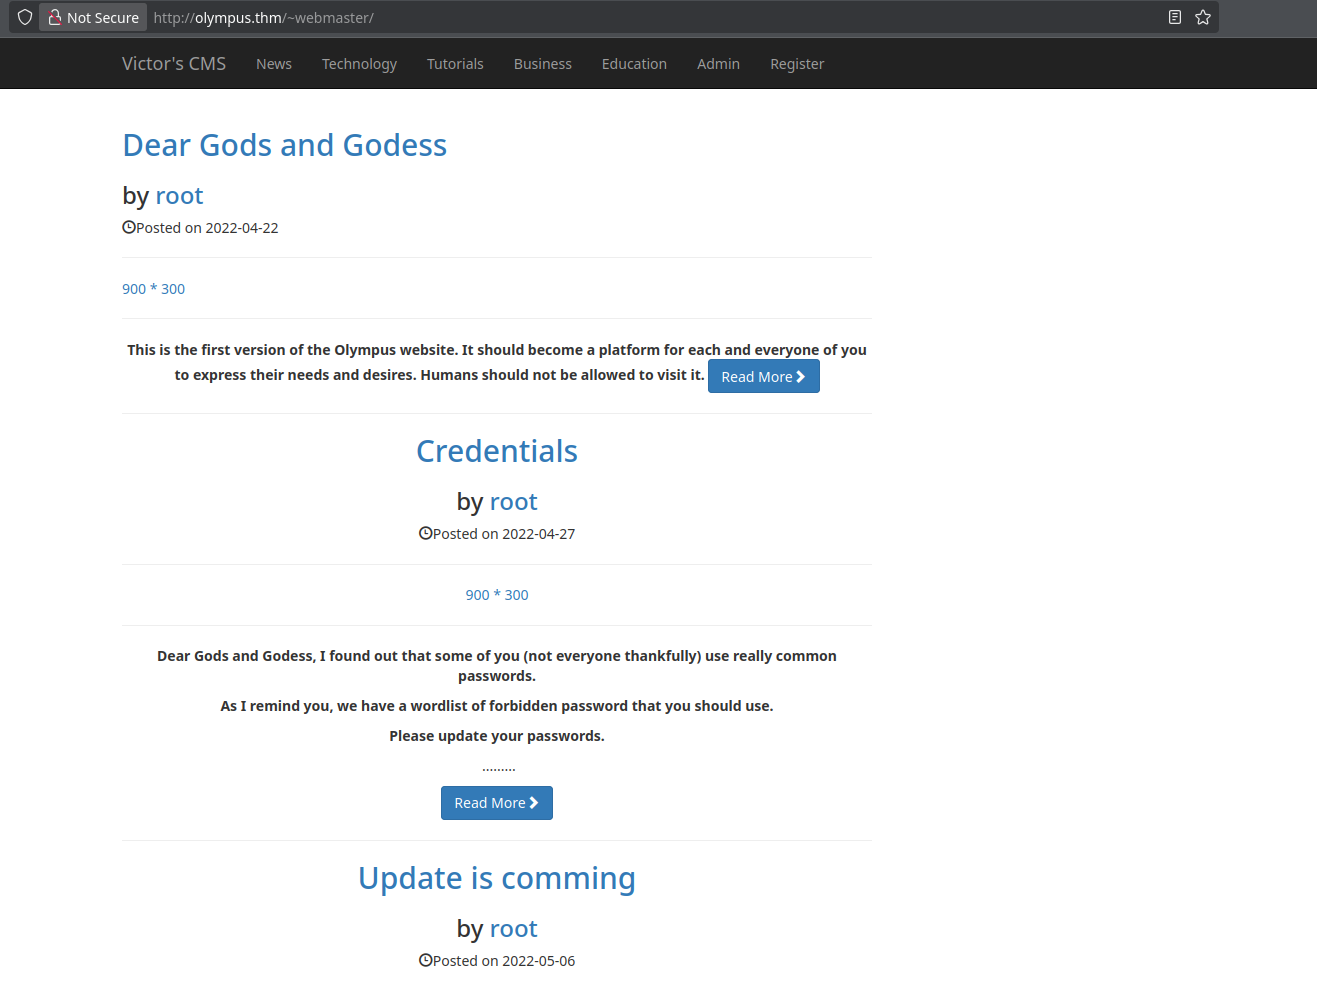 Not Secure http://olympus.thm/~webmaster/
Victor's CMS News Technology Tutorials Business Education Admin Register
Dear Gods and Godess
by root
Posted on 2022-04-22
900 * 300
This is the first version of the Olympus website. It should become a platform for each and everyone of you
to express their needs and desires. Humans should not be allowed to visit it. Read More
Credentials
by root
Posted on 2022-04-27
900 * 300
Dear Gods and Godess, I found out that some of you (not everyone thankfully) use really common
passwords.
As I remind you, we have a wordlist of forbidden password that you should use.
Please update your passwords.
.........
Read More
Update is comming
by root
Posted on 2022-05-06